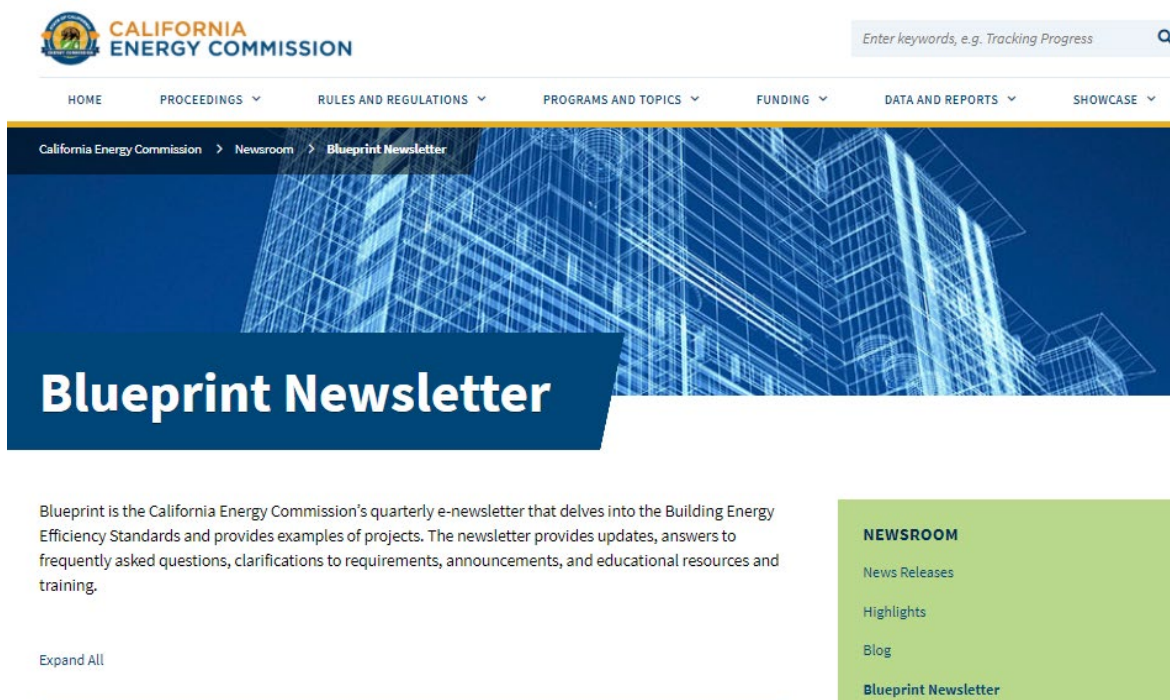 CALIFORNIA
ENERGY COMMISSION
Enter keywords, e.g. Tracking Progress
HOME PROCEEDINGS RULES AND REGULATIONS PROGRAMS AND TOPICS FUNDING DATA AND REPORTS SHOWCASE
California Energy Commission > Newsroom > Blueprint Newsletter
Blueprint Newsletter
Blueprint is the California Energy Commission's quarterly e-newsletter that delves into the Building Energy
Efficiency Standards and provides examples of projects. The newsletter provides updates, answers to
frequently asked questions, clarifications to requirements, announcements, and educational resources and
training.
Expand All
NEWSROOM
News Releases
Highlights
Blog
Blueprint Newsletter